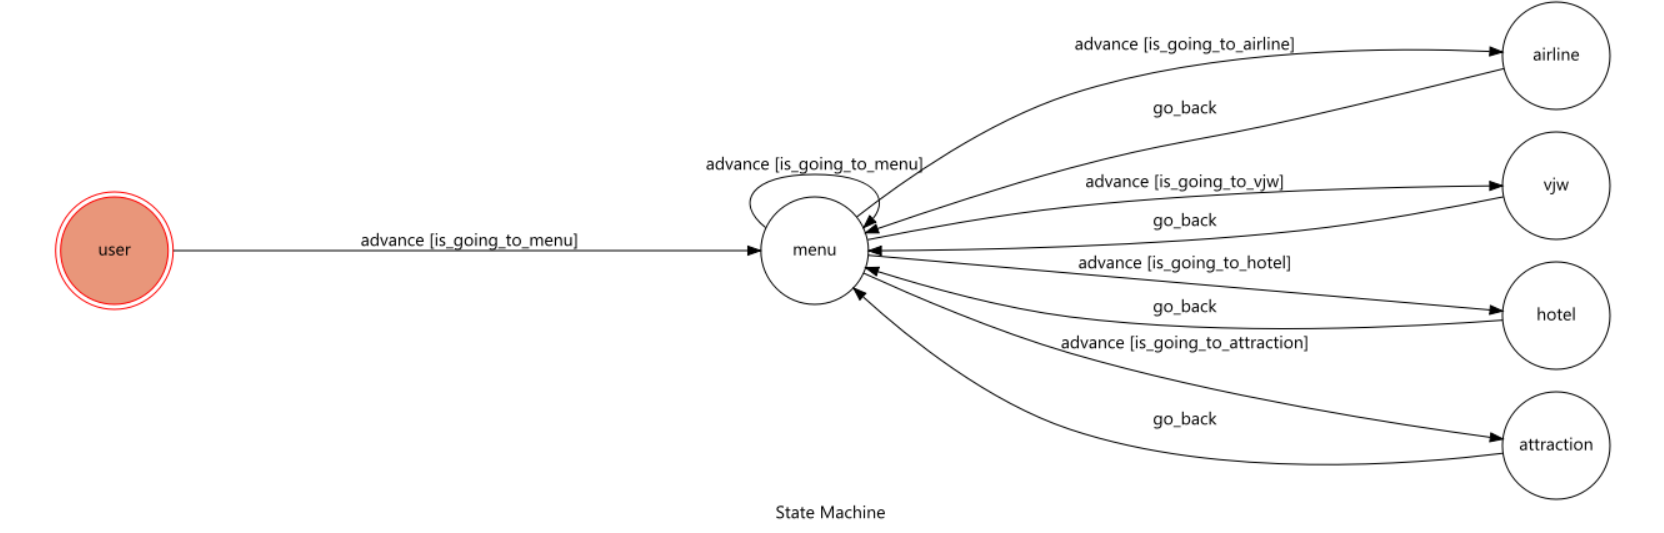 advance [is_going_to_airline]
airline
go_back
advance [is_going_to_menu]
advance [is_going_to_vjw]
vjw
go_back
user
advance [is_going_to_menu]
menu
advance [is_going_to_hotel]
go_back
hotel
advance [is_going_to_attraction]
go_back
attraction
State Machine